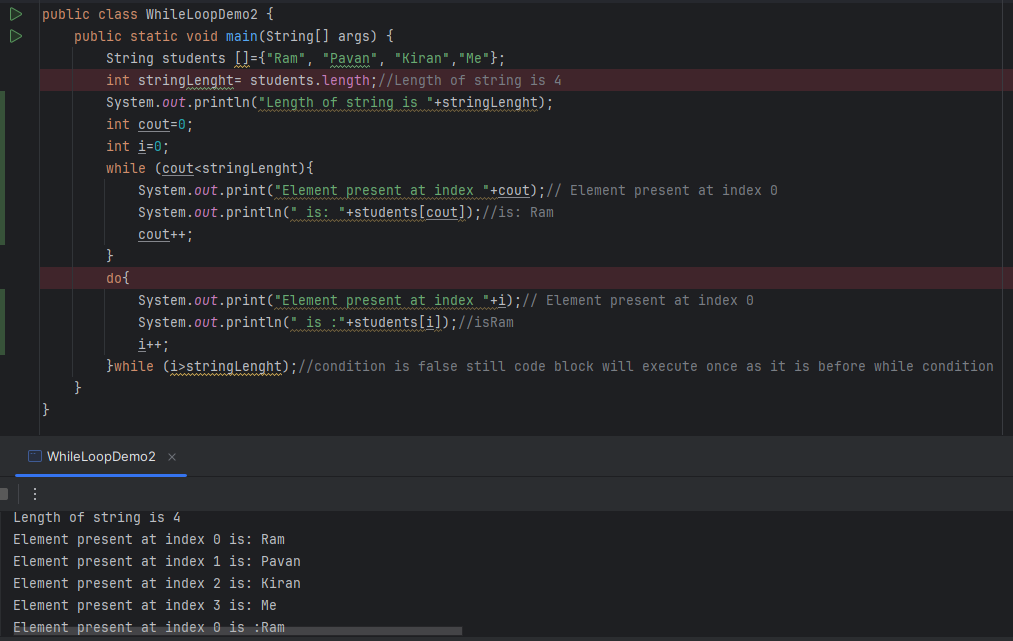 public class WhileLoopDemo2 {
public static void main(String[] args) {
String students []={"Ram", "Pavan", "Kiran","Me"};
int stringLenght= students.length;//Length of string is 4
System.out.println("Length of string is "+stringLenght);
int cout=0;
int i=0;
while (cout<stringLenght){
System.out.print("Element present at index "+cout);// Element present at index 0
System.out.println(" is: "+students[cout]);//is: Ram
cout++;
}
do{
System.out.print("Element present at index "+i);// Element present at index 0
System.out.println(" is :"+students[i]);//isRam
i++;
}while (i>stringLenght);//condition is false still code block will execute once as it is before while condition
}
}
WhileLoopDemo2 ×
Length of string is 4
Element present at index 0 is: Ram
Element present at index 1 is: Pavan
Element present at index 2 is: Kiran
Element present at index 3 is: Me
Element present at index 0 is :Ram